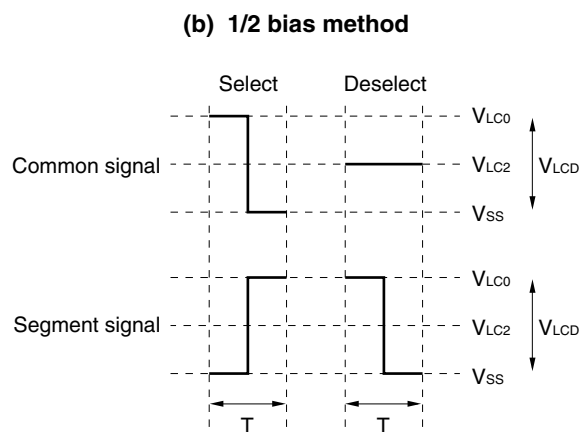 (b) 1/2 bias method
Select Deselect
VLC0
Common signal VLC2 VLCD
VSS
VLC0
Segment signal VLC2 VLCD
VSS
T T